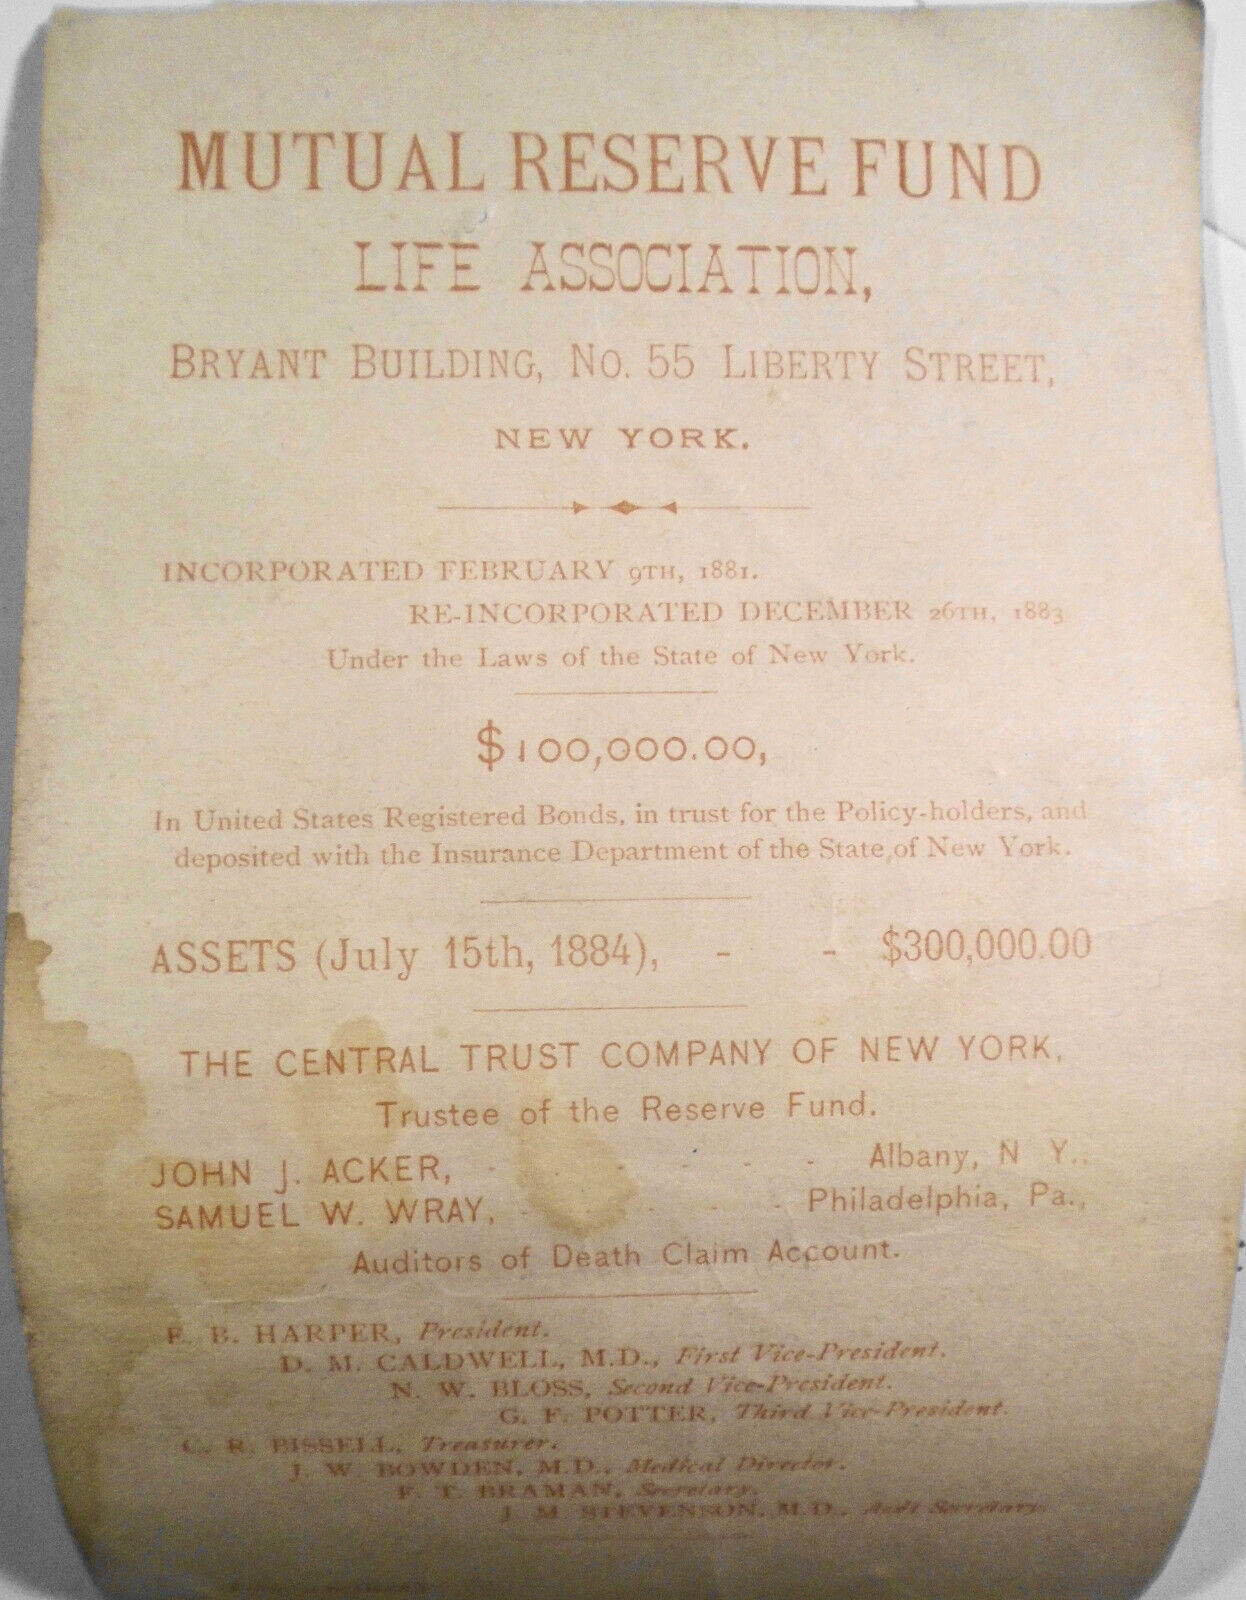 MUTUAL RESERVE FUND
LIFE ASSOCIATION,
BRYANT BUILDING, NO. 55 LIBERTY STREET,
NEW YORK.
INCORPORATED FEBRUARY 9TH, 1881.
RE-INCORPORATED DECEMBER 26TH, 1883
Under the Laws of the State of New York.
$100,000.00,
In United States Registered Bonds, in trust for the Policy-holders, and
deposited with the Insurance Department of the State of New York.
ASSETS (July 15th, 1884), - - $300,000.00
THE CENTRAL TRUST COMPANY OF NEW YORK,
Trustee of the Reserve Fund.
JOHN J. ACKER, - - - - - Albany, N Y.,
SAMUEL W. WRAY, - - - - - Philadelphia, Pa.,
Auditors of Death Claim Account.
E. B. HARPER, President.
D. M. CALDWELL, M.D., First Vice-President.
N. W. BLOSS, Second Vice-President.
G. F. POTTER, Third Vice-President.
C. R. BISSELL, Treasurer.
J. W. BOWDEN, M.D., Medical Director.
F. T. BRAMAN, Secretary.
J. M. STEVENSON, M.D., Ass't Secretary.